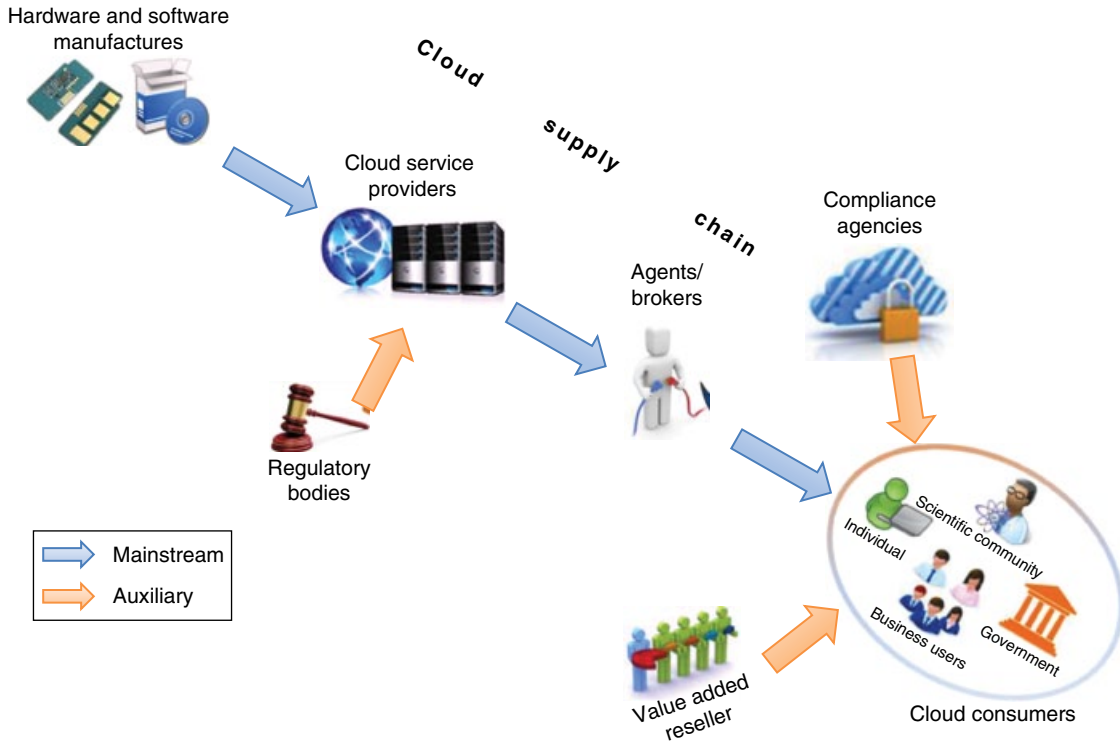 Hardware and software
manufactures
Cloud
supply
chain
Cloud service
providers
Compliance
agencies
Agents/
brokers
Regulatory
bodies
Mainstream
Auxiliary
Individual
Scientific community
Business users
Government
Value added
reseller
Cloud consumers